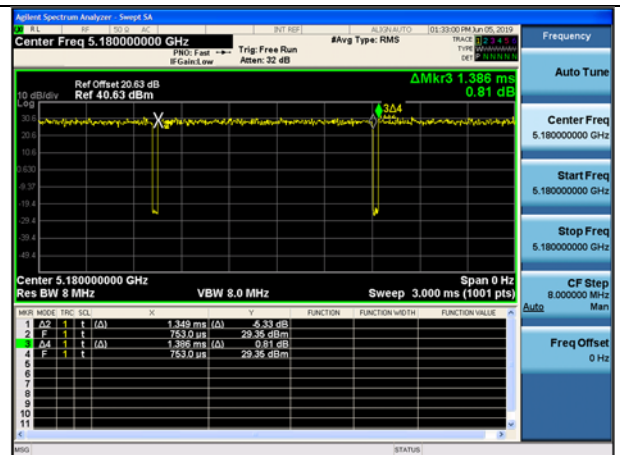 Agilent Spectrum Analyzer - Swept SA
RL RF 50 Ω AC INT REF ALIGN AUTO 01:33:00 PM Jun 05, 2019
Center Freq 5.180000000 GHz
PNO: Fast
IFGain:Low
Trig: Free Run
Atten: 32 dB
#Avg Type: RMS
TRACE 1 2 3 4 5 6
TYPE
DET P N N N N N
Frequency
Auto Tune
Ref Offset 20.63 dB
Ref 40.63 dBm
10 dB/div
Log
ΔMkr3 1.386 ms
0.81 dB
30.6
20.6
10.6
0.630
-9.37
-19.4
-29.4
-39.4
-49.4
X
3Δ4
Center Freq
5.180000000 GHz
Start Freq
5.180000000 GHz
Stop Freq
5.180000000 GHz
CF Step
8.000000 MHz
Auto Man
Freq Offset
0 Hz
Center 5.180000000 GHz Span 0 Hz
Res BW 8 MHz VBW 8.0 MHz Sweep 3.000 ms (1001 pts)
MKR MODE TRC SCL X Y FUNCTION FUNCTION WIDTH FUNCTION VALUE
1 Δ2 1 t (Δ) 1.349 ms (Δ) -6.33 dB
2 F 1 t 753.0 µs 29.35 dBm
3 Δ4 1 t (Δ) 1.386 ms (Δ) 0.81 dB
4 F 1 t 753.0 µs 29.35 dBm
5
6
7
8
9
10
11
MSG STATUS